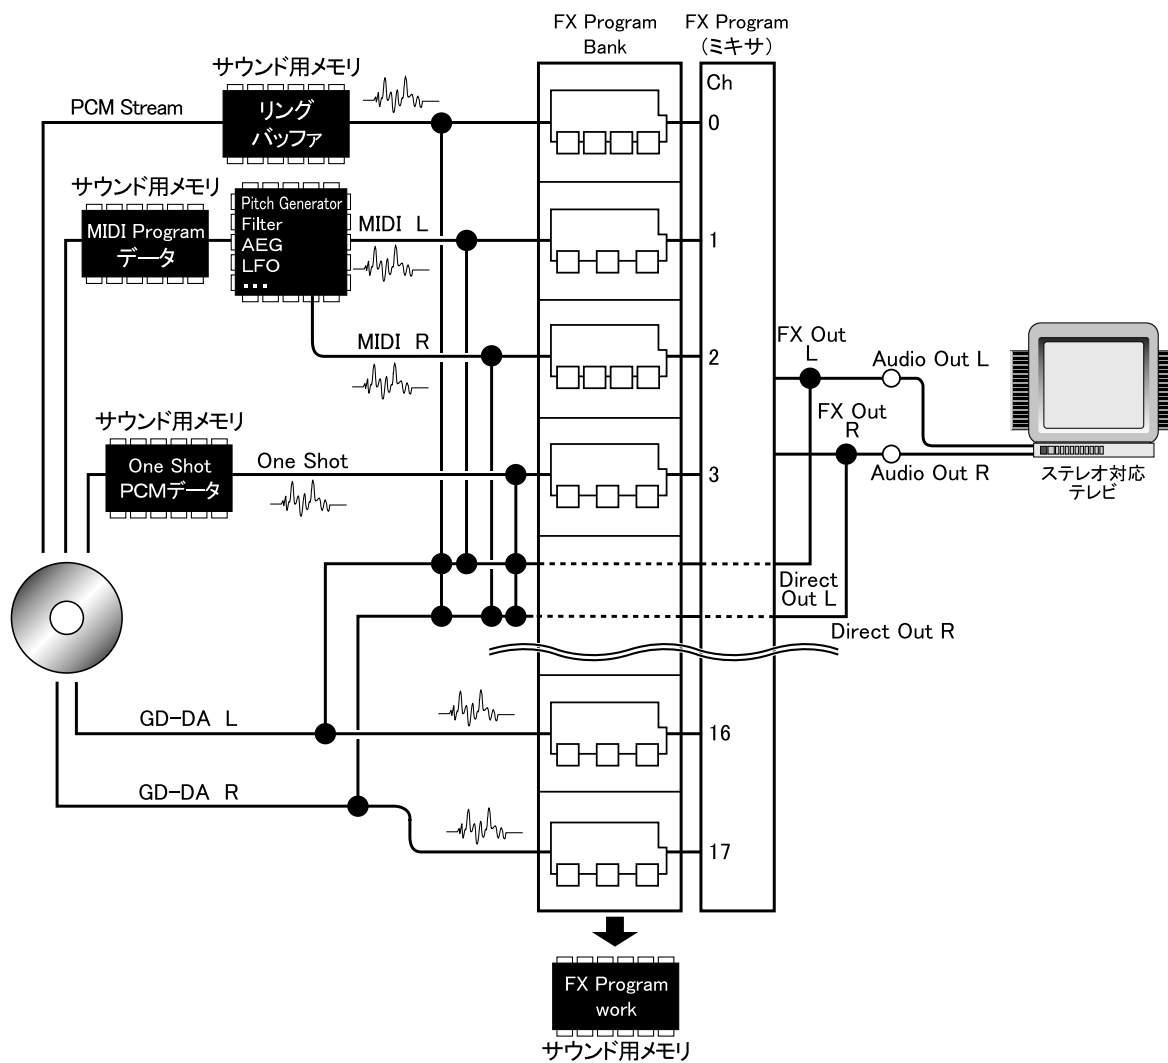 FX Program
Bank
FX Program
(ミキサ)
サウンド用メモリ
PCM Stream
リング
バッファ
Ch
0
サウンド用メモリ
MIDI Program
データ
Pitch Generator
Filter
AEG
LFO
...
MIDI L
1
MIDI R
2
FX Out
L
Audio Out L
FX Out
R
Audio Out R
ステレオ対応
テレビ
サウンド用メモリ
One Shot
PCMデータ
One Shot
3
Direct
Out L
Direct Out R
GD-DA L
16
GD-DA R
17
FX Program
work
サウンド用メモリ